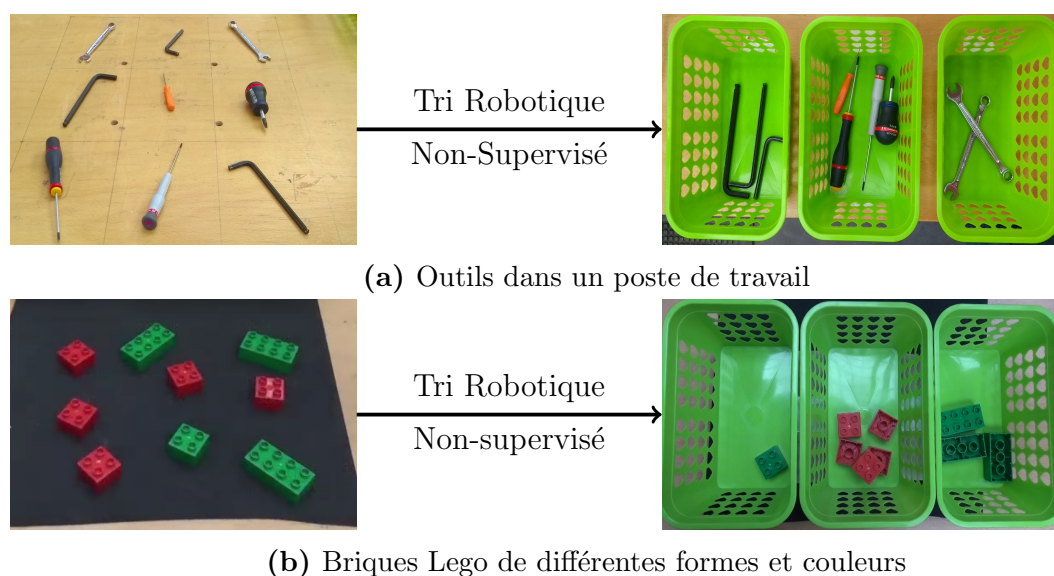 Tri Robotique
Non-Supervisé
(a) Outils dans un poste de travail
Tri Robotique
Non-supervisé
(b) Briques Lego de différentes formes et couleurs